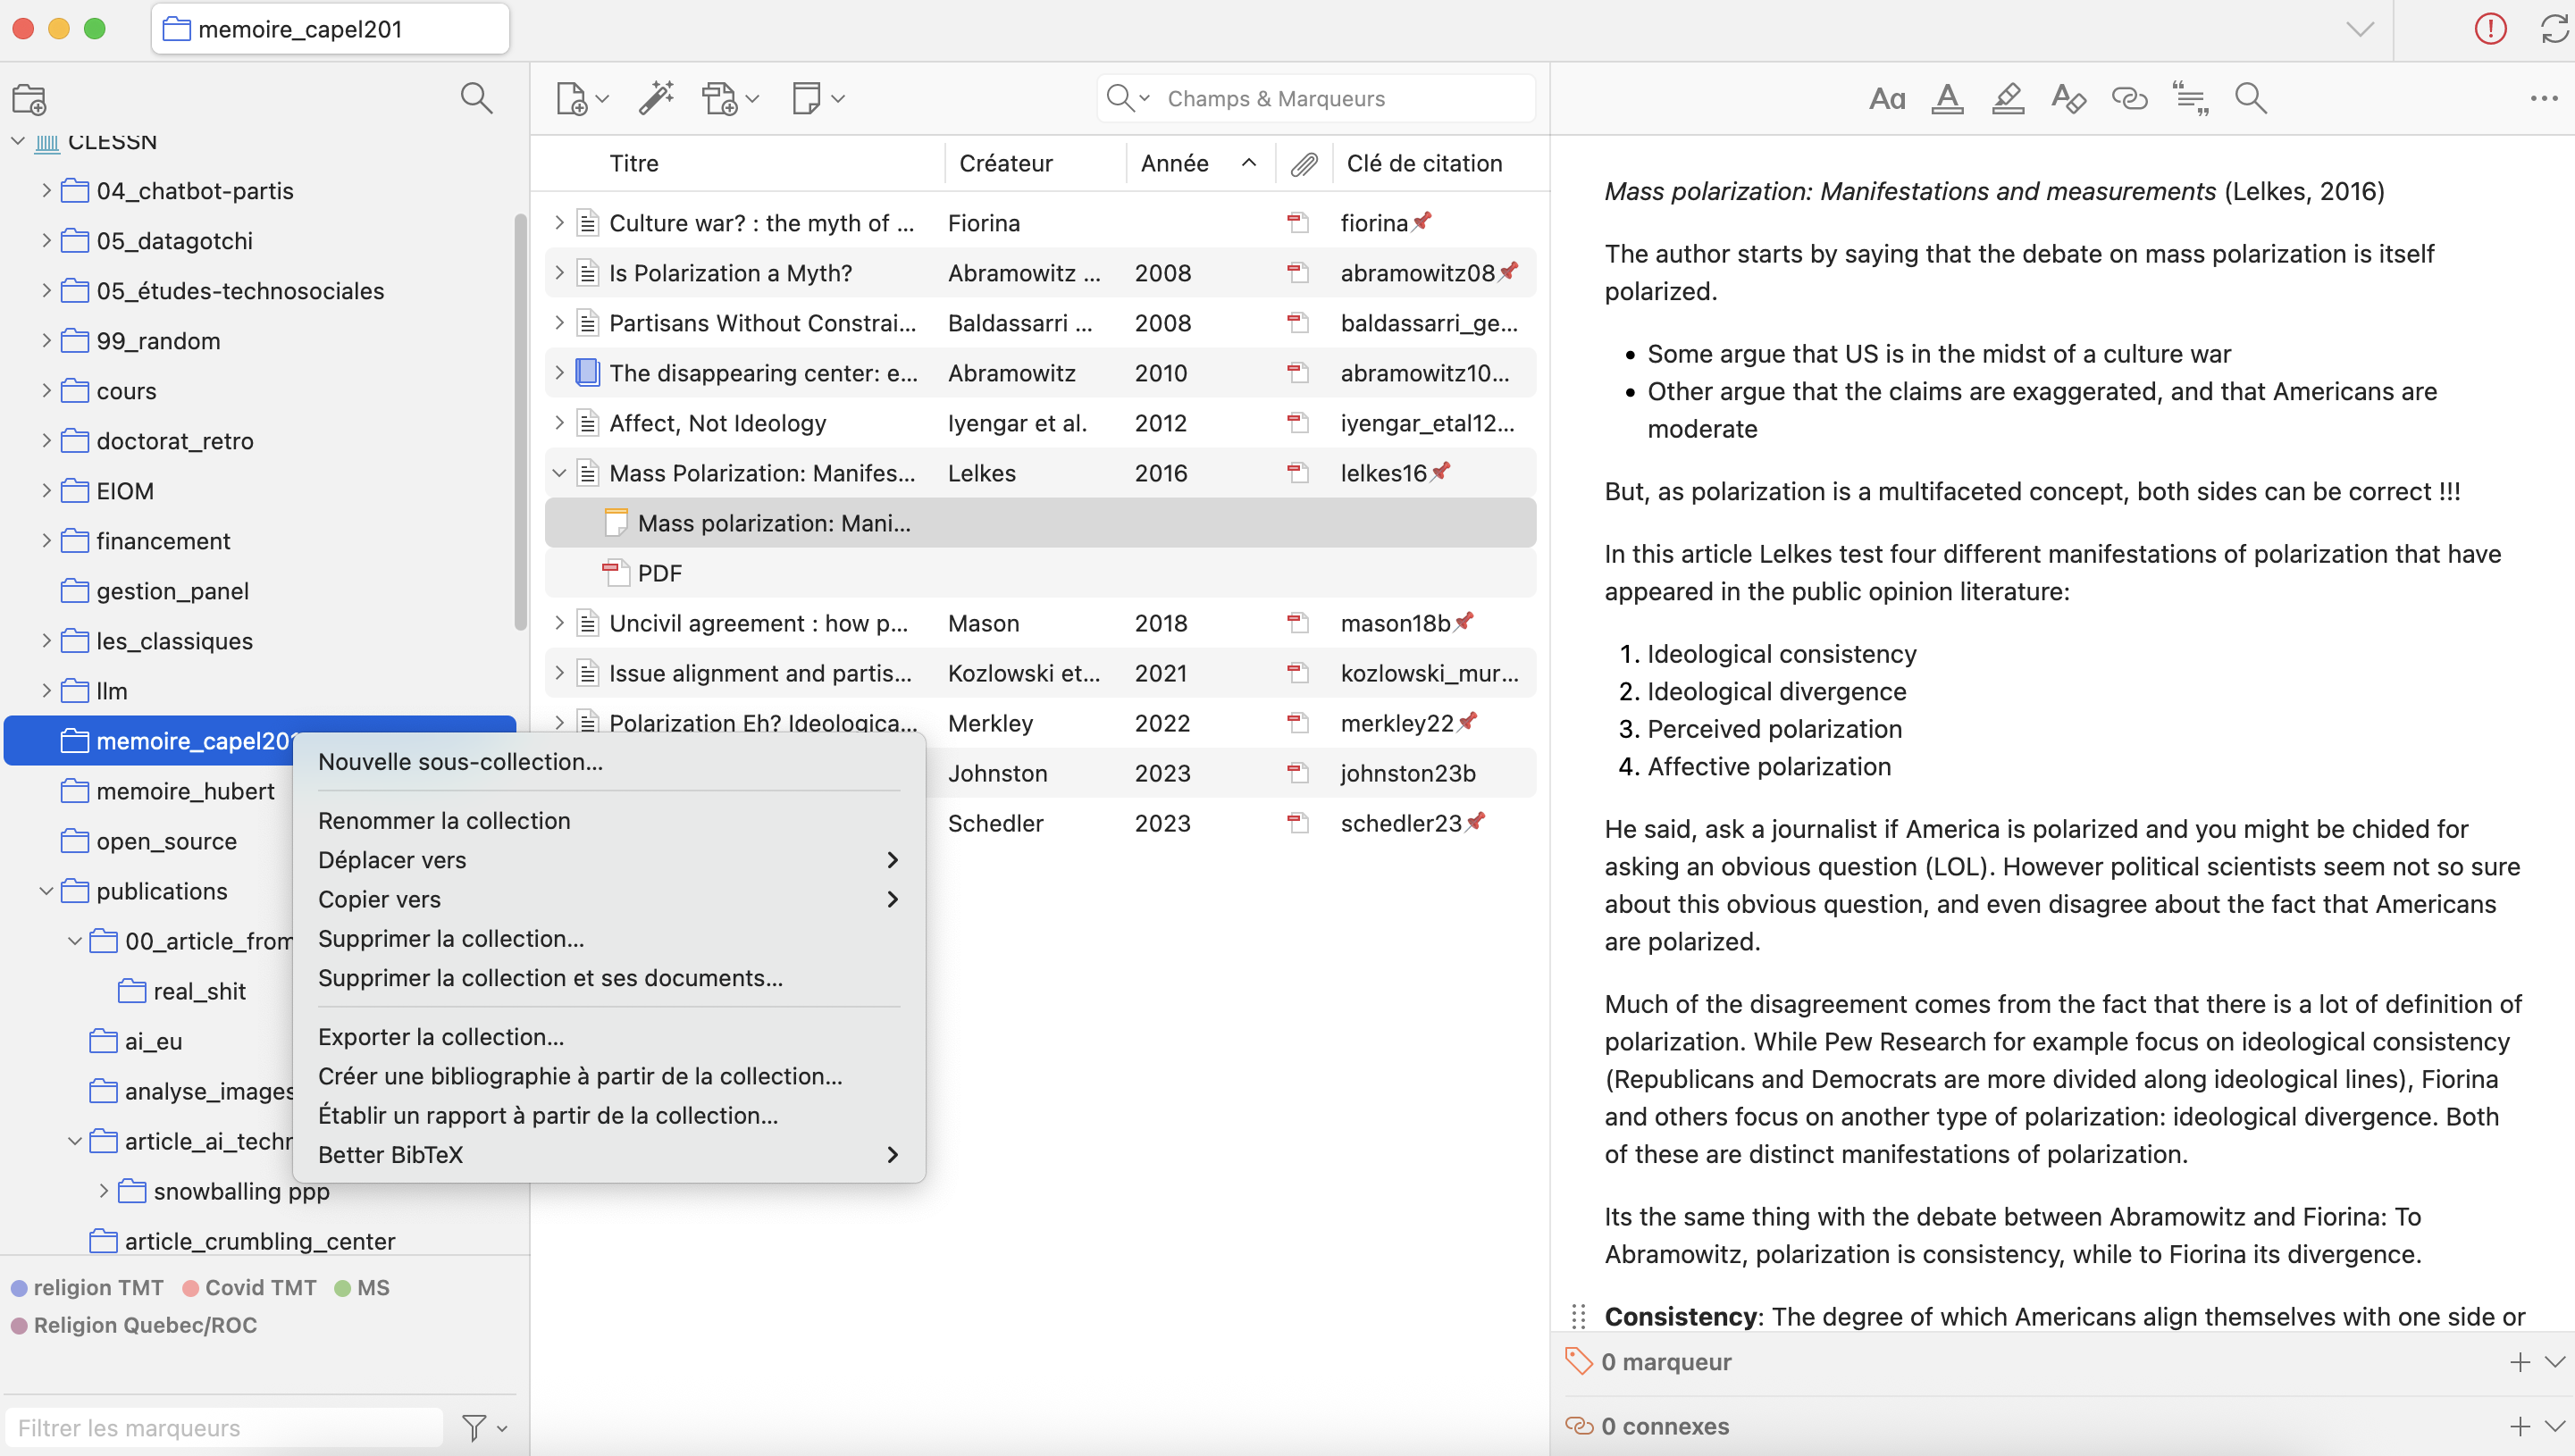 memoire_capel201
Champs & Marqueurs
Aa
CLESSN
04_chatbot-partis
05_datagotchi
05_études-technosociales
99_random
cours
doctorat_retro
EIOM
financement
gestion_panel
les_classiques
llm
memoire_capel201
memoire_hubert
open_source
publications
00_article_from
real_shit
ai_eu
analyse_images
article_ai_techn
snowballing ppp
article_crumbling_center
religion TMT Covid TMT MS
Religion Quebec/ROC
Filtrer les marqueurs
Titre Créateur Année Clé de citation
Culture war? : the myth of ... Fiorina fiorina
Is Polarization a Myth? Abramowitz ... 2008 abramowitz08
Partisans Without Constrai... Baldassarri ... 2008 baldassarri_ge...
The disappearing center: e... Abramowitz 2010 abramowitz10...
Affect, Not Ideology Iyengar et al. 2012 iyengar_etal12...
Mass Polarization: Manifes... Lelkes 2016 lelkes16
Mass polarization: Mani...
PDF
Uncivil agreement : how p... Mason 2018 mason18b
Issue alignment and partis... Kozlowski et... 2021 kozlowski_mur...
Polarization Eh? Ideologica... Merkley 2022 merkley22
Johnston 2023 johnston23b
Schedler 2023 schedler23
Nouvelle sous-collection...
Renommer la collection
Déplacer vers
Copier vers
Supprimer la collection...
Supprimer la collection et ses documents...
Exporter la collection...
Créer une bibliographie à partir de la collection...
Établir un rapport à partir de la collection...
Better BibTeX
Mass polarization: Manifestations and measurements (Lelkes, 2016)
The author starts by saying that the debate on mass polarization is itself
polarized.
• Some argue that US is in the midst of a culture war
• Other argue that the claims are exaggerated, and that Americans are
moderate
But, as polarization is a multifaceted concept, both sides can be correct !!!
In this article Lelkes test four different manifestations of polarization that have
appeared in the public opinion literature:
1. Ideological consistency
2. Ideological divergence
3. Perceived polarization
4. Affective polarization
He said, ask a journalist if America is polarized and you might be chided for
asking an obvious question (LOL). However political scientists seem not so sure
about this obvious question, and even disagree about the fact that Americans
are polarized.
Much of the disagreement comes from the fact that there is a lot of definition of
polarization. While Pew Research for example focus on ideological consistency
(Republicans and Democrats are more divided along ideological lines), Fiorina
and others focus on another type of polarization: ideological divergence. Both
of these are distinct manifestations of polarization.
Its the same thing with the debate between Abramowitz and Fiorina: To
Abramowitz, polarization is consistency, while to Fiorina its divergence.
Consistency: The degree of which Americans align themselves with one side or
0 marqueur
0 connexes